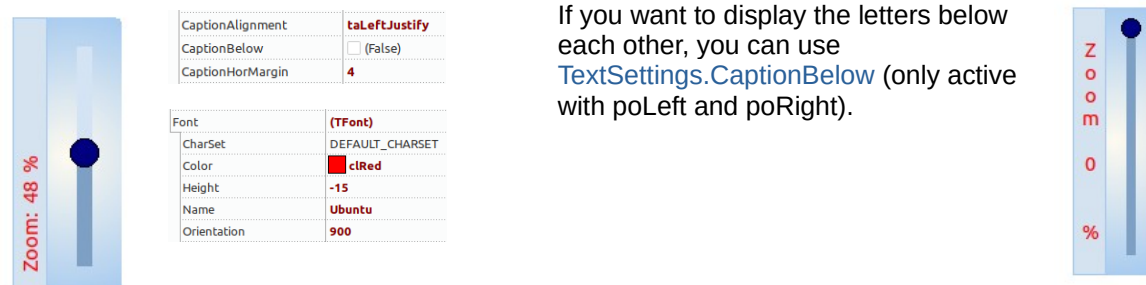 Zoom: 48 %
CaptionAlignment taLeftJustify
CaptionBelow (False)
CaptionHorMargin 4
Font (TFont)
CharSet DEFAULT_CHARSET
Color clRed
Height -15
Name Ubuntu
Orientation 900
If you want to display the letters below
each other, you can use
TextSettings.CaptionBelow (only active
with poLeft and poRight).
Z
o
o
m
0
%